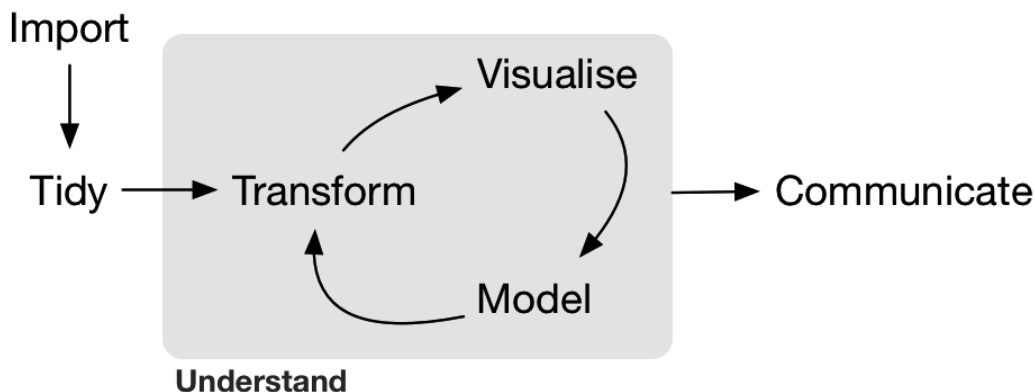 Import
Visualise
Tidy
Transform
Communicate
Model
Understand